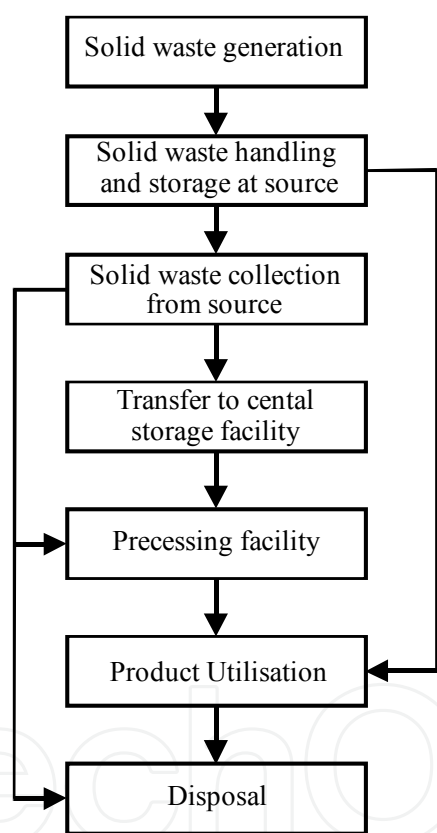 Solid waste generation
Solid waste handling
and storage at source
Solid waste collection
from source
Transfer to cental
storage facility
Precessing facility
Product Utilisation
Disposal